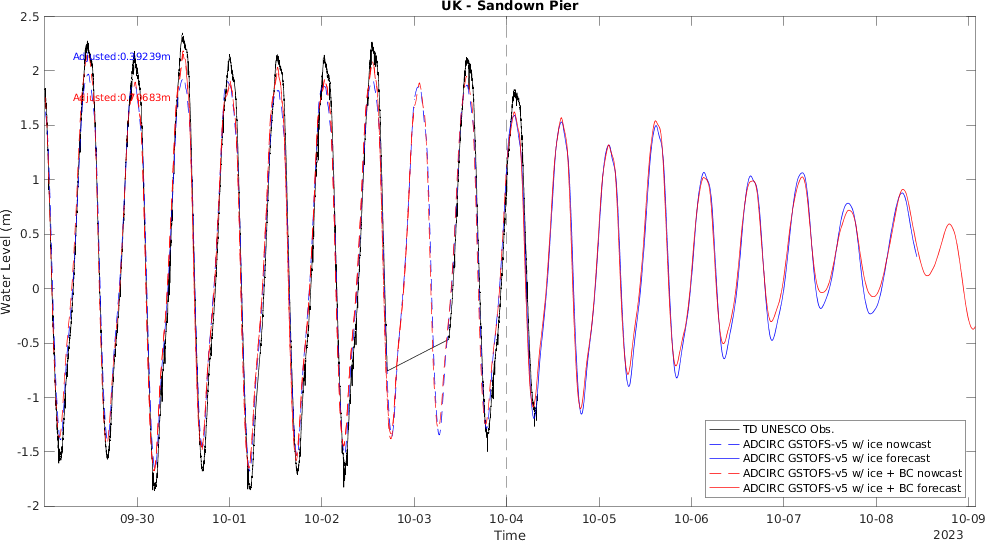 UK - Sandown Pier
2.5
2
1.5
1
0.5
0
-0.5
-1
-1.5
-2
Water Level (m)
Adjusted:0.39239m
Adjusted:0.79683m
TD UNESCO Obs.
ADCIRC GSTOFS-v5 w/ ice nowcast
ADCIRC GSTOFS-v5 w/ ice forecast
ADCIRC GSTOFS-v5 w/ ice + BC nowcast
ADCIRC GSTOFS-v5 w/ ice + BC forecast
09-30 10-01 10-02 10-03 10-04 10-05 10-06 10-07 10-08 10-09
Time
2023